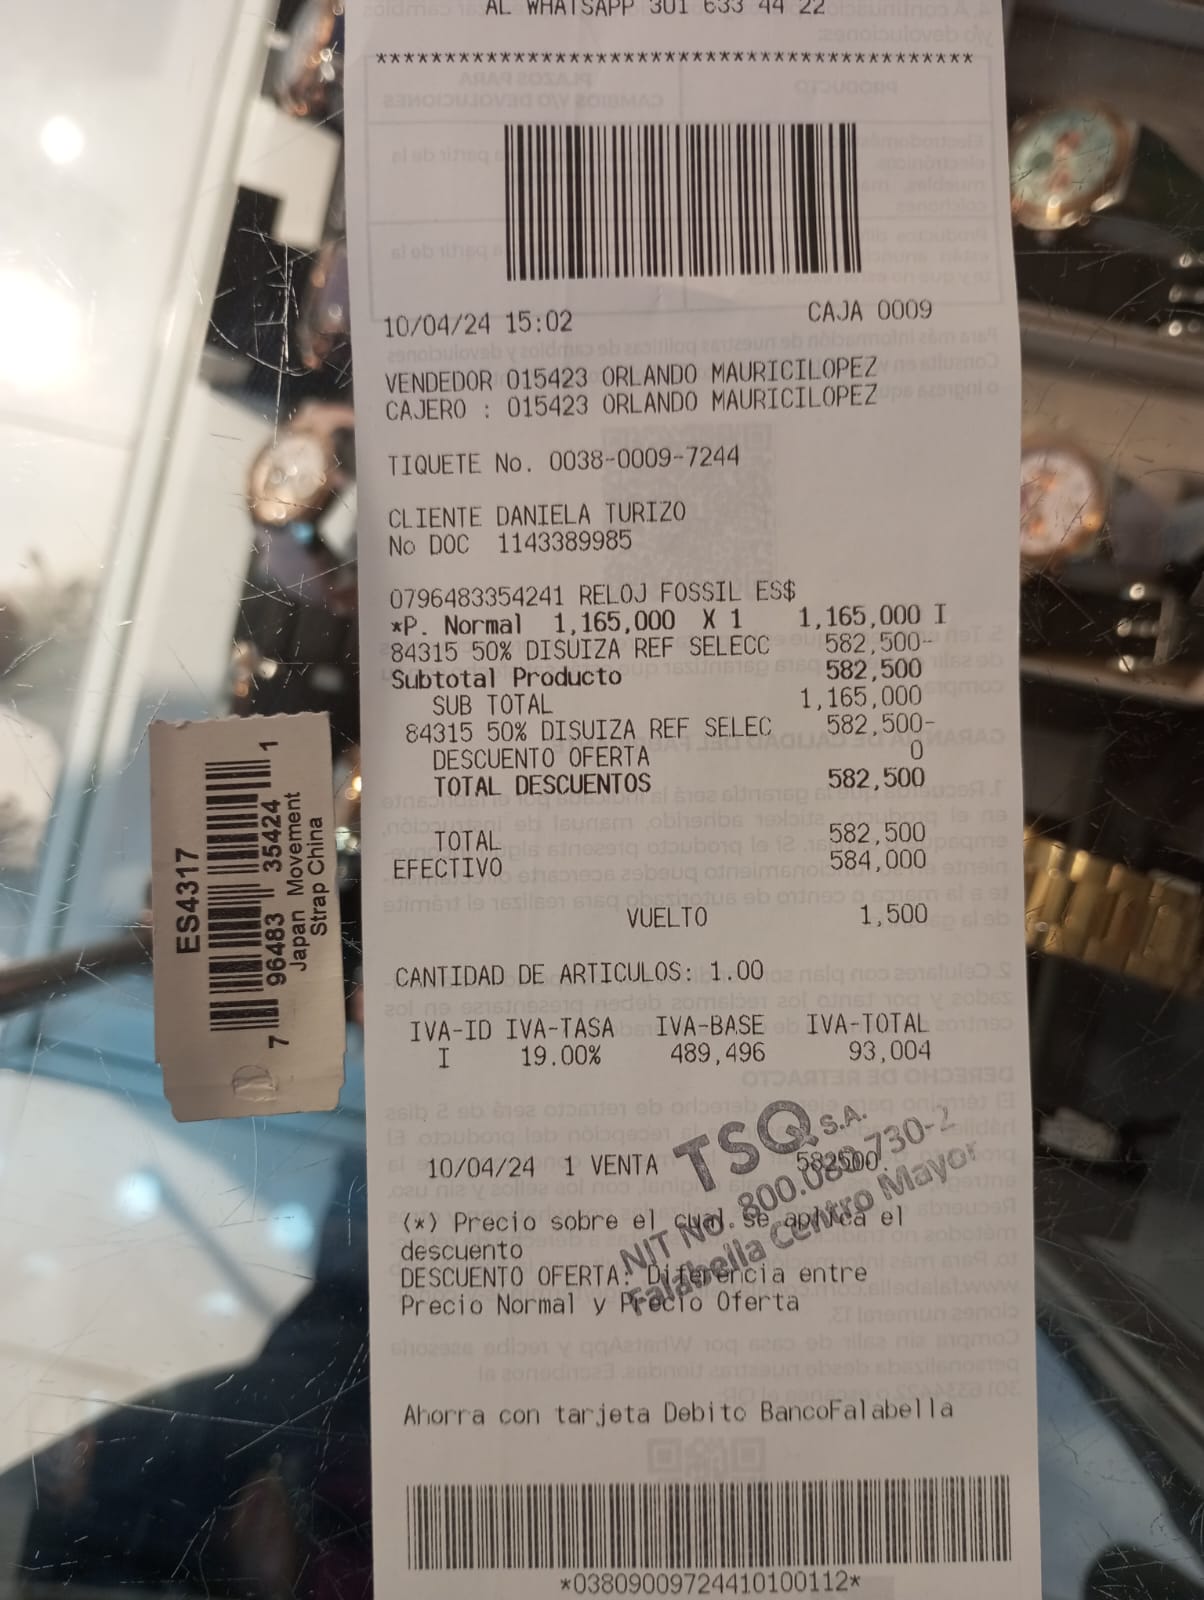 AL WHATSAPP 301 633 44 22
*******************************************
10/04/24 15:02 CAJA 0009
VENDEDOR 015423 ORLANDO MAURICILOPEZ
CAJERO : 015423 ORLANDO MAURICILOPEZ
TIQUETE No. 0038-0009-7244
CLIENTE DANIELA TURIZO
No DOC 1143389985
0796483354241 RELOJ FOSSIL ES$
*P. Normal 1,165,000 X 1 1,165,000 I
84315 50% DISUIZA REF SELECC 582,500-
Subtotal Producto 582,500
SUB TOTAL 1,165,000
84315 50% DISUIZA REF SELEC 582,500-
DESCUENTO OFERTA 0
TOTAL DESCUENTOS 582,500
TOTAL 582,500
EFECTIVO 584,000
VUELTO 1,500
CANTIDAD DE ARTICULOS: 1.00
IVA-ID IVA-TASA IVA-BASE IVA-TOTAL
I 19.00% 489,496 93,004
10/04/24 1 VENTA 582500.
TSQ S.A.
NIT No. 800.080.730-2
Falabella Centro Mayor
(*) Precio sobre el cual se aplica el
descuento
DESCUENTO OFERTA: Diferencia entre
Precio Normal y Precio Oferta
Ahorra con tarjeta Debito BancoFalabella
*03809009724410100112*
ES4317
7 96483 35424 1
Japan Movement
Strap China